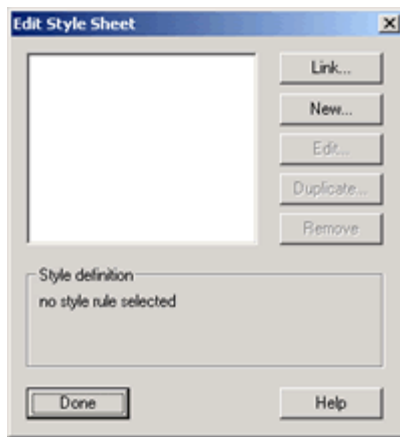 Edit Style Sheet
Link...
New...
Edit...
Duplicate...
Remove
Style definition
no style rule selected
Done
Help